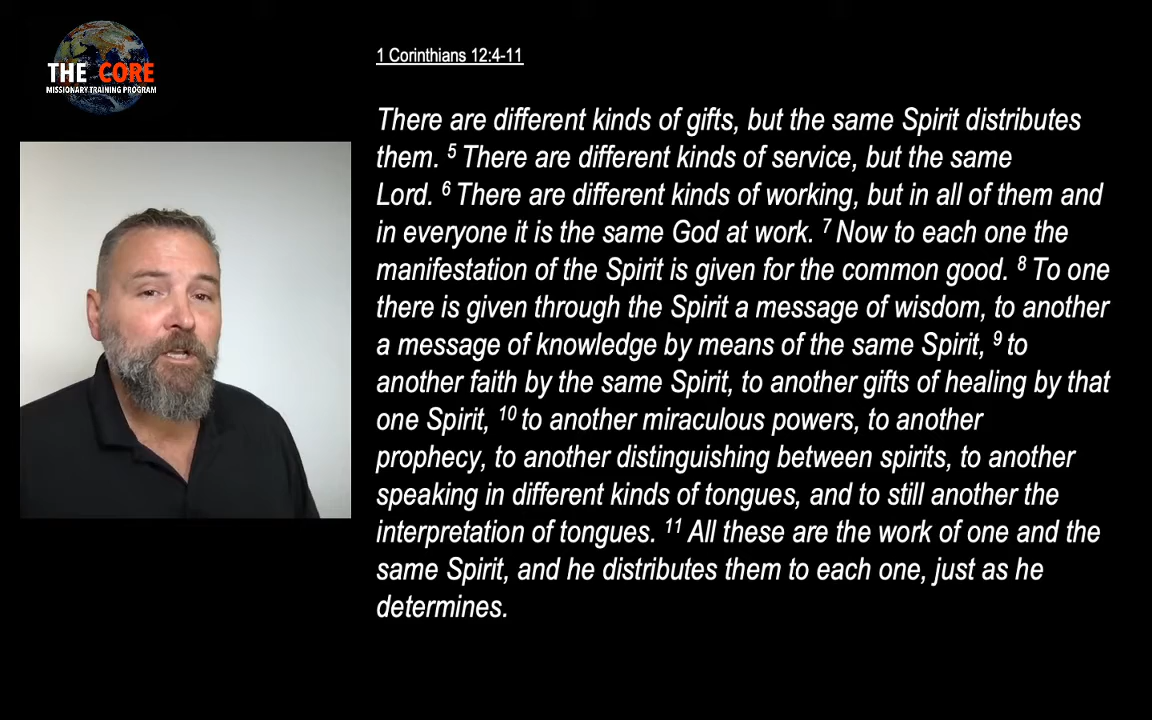 THE CORE
MISSIONARY TRAINING PROGRAM
1 Corinthians 12:4-11
There are different kinds of gifts, but the same Spirit distributes
them. 5 There are different kinds of service, but the same
Lord. 6 There are different kinds of working, but in all of them and
in everyone it is the same God at work. 7 Now to each one the
manifestation of the Spirit is given for the common good. 8 To one
there is given through the Spirit a message of wisdom, to another
a message of knowledge by means of the same Spirit, 9 to
another faith by the same Spirit, to another gifts of healing by that
one Spirit, 10 to another miraculous powers, to another
prophecy, to another distinguishing between spirits, to another
speaking in different kinds of tongues, and to still another the
interpretation of tongues. 11 All these are the work of one and the
same Spirit, and he distributes them to each one, just as he
determines.